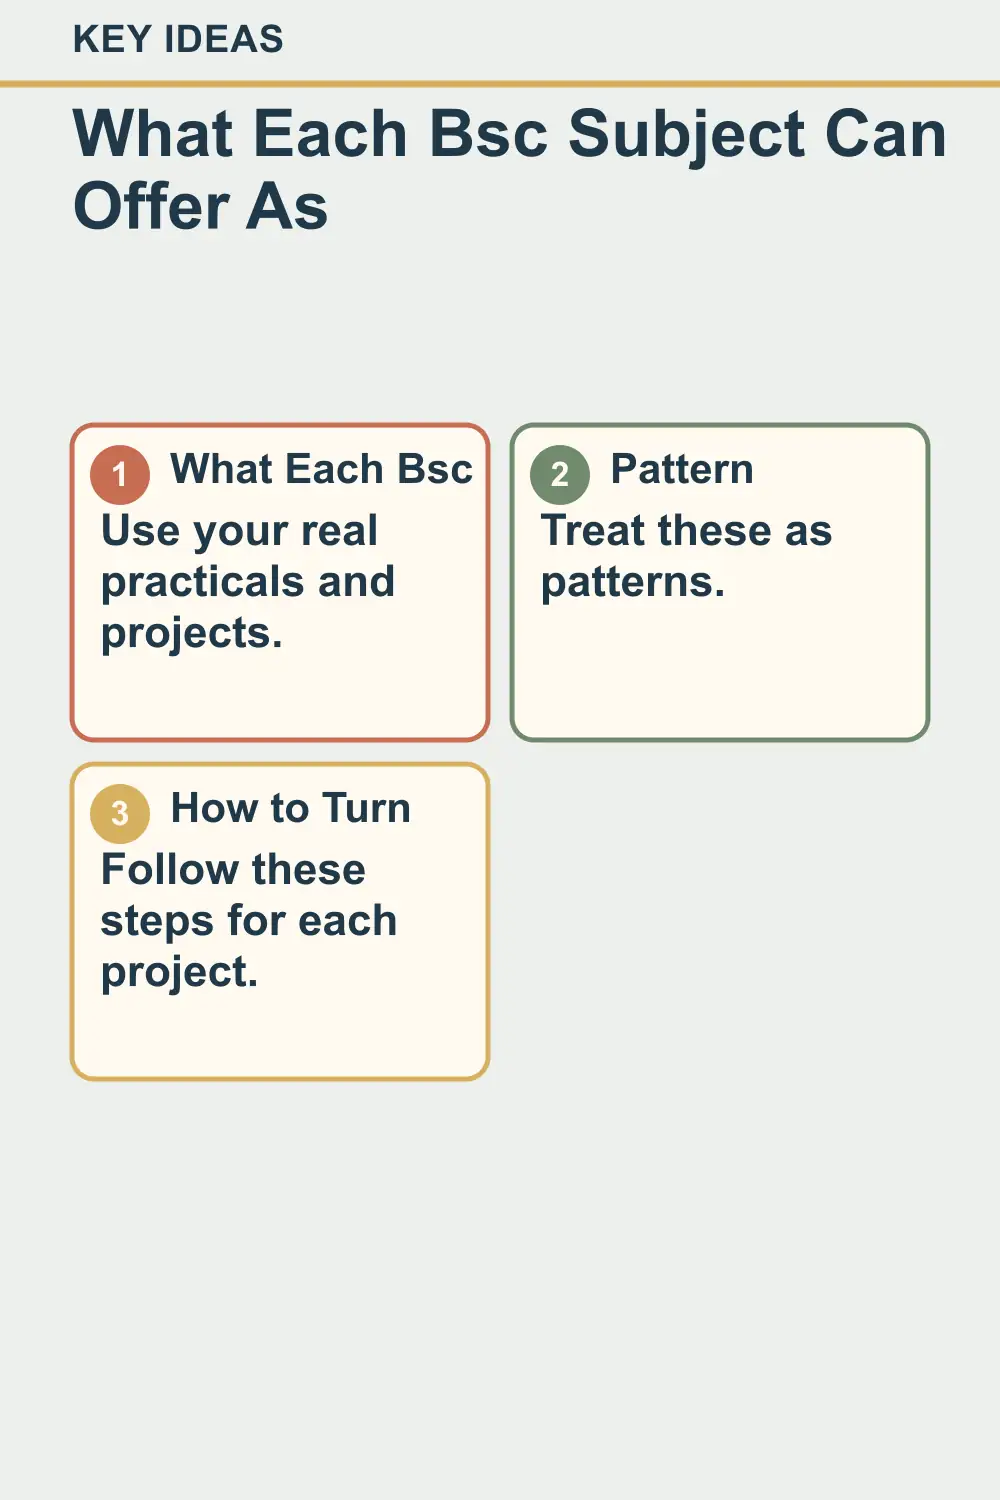 KEY IDEAS
What Each Bsc Subject Can
Offer As
1 What Each Bsc
Use your real
practicals and
projects.
2 Pattern
Treat these as
patterns.
3 How to Turn
Follow these
steps for each
project.